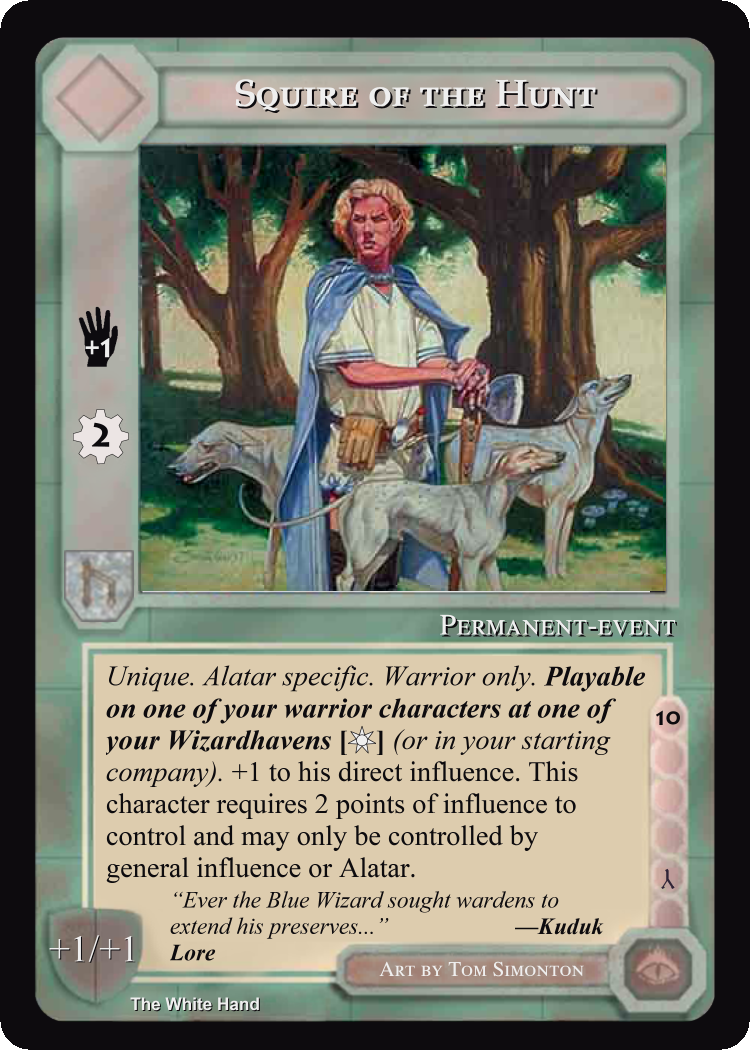 Squire of the Hunt
+1
2
Permanent-event
Unique. Alatar specific. Warrior only. Playable
on one of your warrior characters at one of
your Wizardhavens [ ] (or in your starting
company). +1 to his direct influence. This
character requires 2 points of influence to
control and may only be controlled by
general influence or Alatar.
10
"Ever the Blue Wizard sought wardens to
extend his preserves..." —Kuduk
Lore
+1/+1
Art by Tom Simonton
The White Hand